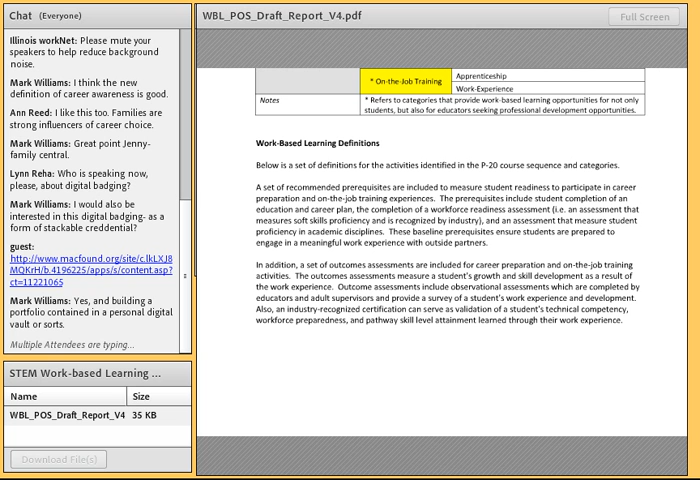 Chat (Everyone)
Illinois workNet: Please mute your
speakers to help reduce background
noise.
Mark Williams: I think the new
definition of career awareness is good.
Ann Reed: I like this too. Families are
strong influencers of career choice.
Mark Williams: Great point Jenny-
family central.
Lynn Reha: Who is speaking now,
please, about digital badging?
Mark Williams: I would also be
interested in this digital badging- as a
form of stackable creddential?
guest:
http://www.macfound.org/site/c.lkLXJ8
MQKrH/b.4196225/apps/s/content.asp?
ct=11221065
Mark Williams: Yes, and building a
portfolio contained in a personal digital
vault or sorts.
Multiple Attendees are typing...
STEM Work-based Learning ...
Name Size
WBL_POS_Draft_Report_V4 35 KB
Download File(s)
WBL_POS_Draft_Report_V4.pdf
Full Screen
* On-the-Job Training
Apprenticeship
Work-Experience
Notes
* Refers to categories that provide work-based learning opportunities for not only
students, but also for educators seeking professional development opportunities.
Work-Based Learning Definitions
Below is a set of definitions for the activities identified in the P-20 course sequence and categories.
A set of recommended prerequisites are included to measure student readiness to participate in career
preparation and on-the-job training experiences. The prerequisites include student completion of an
education and career plan, the completion of a workforce readiness assessment (i.e. an assessment that
measures soft skills proficiency and is recognized by industry), and an assessment that measure student
proficiency in academic disciplines. These baseline prerequisites ensure students are prepared to
engage in a meaningful work experience with outside partners.
In addition, a set of outcomes assessments are included for career preparation and on-the-job training
activities. The outcomes assessments measure a student's growth and skill development as a result of
the work experience. Outcome assessments include observational assessments which are completed by
educators and adult supervisors and provide a survey of a student's work experience and development.
Also, an industry-recognized certification can serve as validation of a student's technical competency,
workforce preparedness, and pathway skill level attainment learned through their work experience.